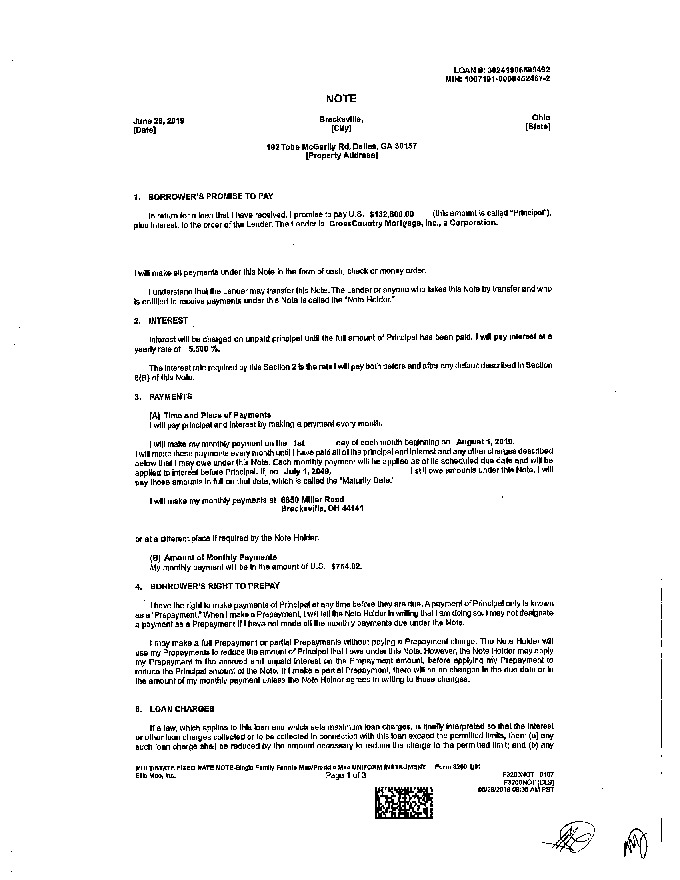 LOAN #: 30241906589492
MIN: 1007191-0000452467-2
NOTE
June 28, 2019
[Date]
Brecksville,
[City]
Ohio
[State]
192 Tobe McGarity Rd, Dallas, GA 30157
[Property Address]
1. BORROWER'S PROMISE TO PAY
In return for a loan that I have received, I promise to pay U.S. $132,800.00 (this amount is called "Principal"),
plus interest, to the order of the Lender. The Lender is CrossCountry Mortgage, Inc., a Corporation.
I will make all payments under this Note in the form of cash, check or money order.
I understand that the Lender may transfer this Note. The Lender or anyone who takes this Note by transfer and who
is entitled to receive payments under this Note is called the "Note Holder."
2. INTEREST
Interest will be charged on unpaid principal until the full amount of Principal has been paid. I will pay interest at a
yearly rate of 5.500 %.
The interest rate required by this Section 2 is the rate I will pay both before and after any default described in Section
6(B) of this Note.
3. PAYMENTS
(A) Time and Place of Payments
I will pay principal and interest by making a payment every month.
I will make my monthly payment on the 1st day of each month beginning on August 1, 2019.
I will make these payments every month until I have paid all of the principal and interest and any other charges described
below that I may owe under this Note. Each monthly payment will be applied as of its scheduled due date and will be
applied to interest before Principal. If, on July 1, 2049, I still owe amounts under this Note, I will
pay those amounts in full on that date, which is called the "Maturity Date."
I will make my monthly payments at 6850 Miller Road
Brecksville, OH 44141
or at a different place if required by the Note Holder.
(B) Amount of Monthly Payments
My monthly payment will be in the amount of U.S. $754.02.
4. BORROWER'S RIGHT TO PREPAY
I have the right to make payments of Principal at any time before they are due. A payment of Principal only is known
as a "Prepayment." When I make a Prepayment, I will tell the Note Holder in writing that I am doing so. I may not designate
a payment as a Prepayment if I have not made all the monthly payments due under the Note.
I may make a full Prepayment or partial Prepayments without paying a Prepayment charge. The Note Holder will
use my Prepayments to reduce the amount of Principal that I owe under this Note. However, the Note Holder may apply
my Prepayment to the accrued and unpaid interest on the Prepayment amount, before applying my Prepayment to
reduce the Principal amount of the Note. If I make a partial Prepayment, there will be no changes in the due date or in
the amount of my monthly payment unless the Note Holder agrees in writing to those changes.
5. LOAN CHARGES
If a law, which applies to this loan and which sets maximum loan charges, is finally interpreted so that the interest
or other loan charges collected or to be collected in connection with this loan exceed the permitted limits, then: (a) any
such loan charge shall be reduced by the amount necessary to reduce the charge to the permitted limit; and (b) any
MULTISTATE FIXED RATE NOTE-Single Family-Fannie Mae/Freddie Mac UNIFORM INSTRUMENT Form 3200 1/01
Ellie Mae, Inc.
Page 1 of 3
F3200NOT 0107
F3200NOT (CLS)
06/28/2019 08:36 AM PST